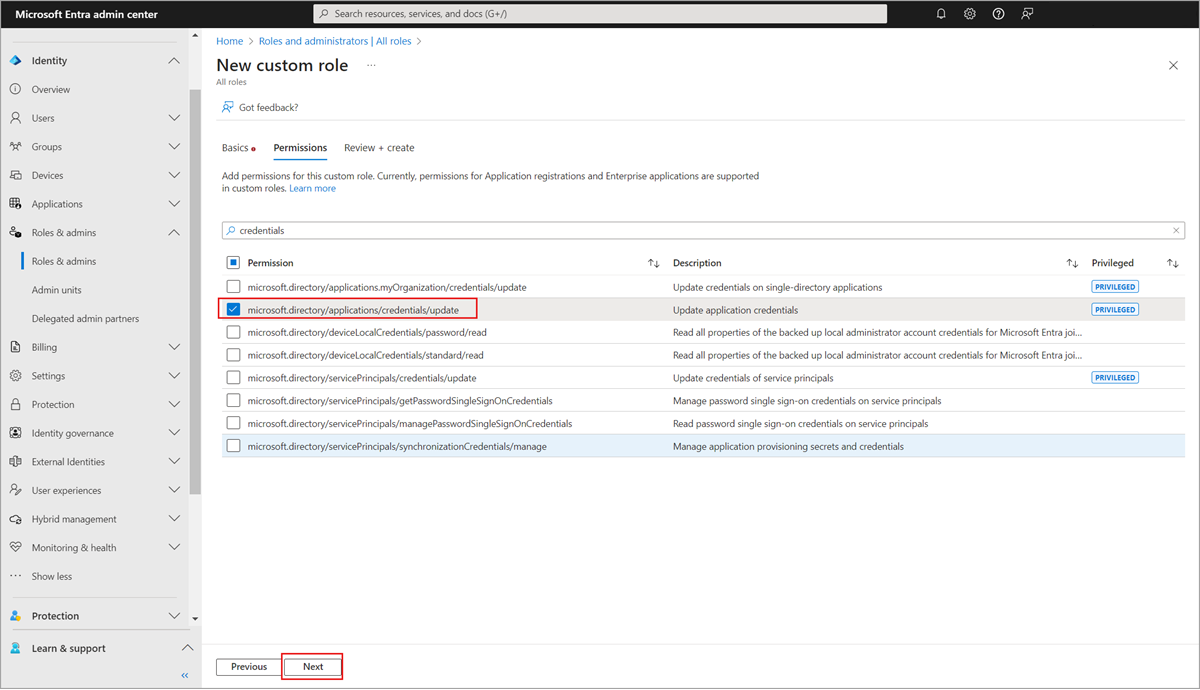 Microsoft Entra admin center
Search resources, services, and docs (G+/)
Identity
Overview
Users
Groups
Devices
Applications
Roles & admins
Roles & admins
Admin units
Delegated admin partners
Billing
Settings
Protection
Identity governance
External Identities
User experiences
Hybrid management
Monitoring & health
Show less
Protection
Learn & support
Home > Roles and administrators | All roles >
New custom role ...
All roles
Got feedback?
Basics Permissions Review + create
Add permissions for this custom role. Currently, permissions for Application registrations and Enterprise applications are supported
in custom roles. Learn more
credentials
Permission Description Privileged
microsoft.directory/applications.myOrganization/credentials/update Update credentials on single-directory applications PRIVILEGED
microsoft.directory/applications/credentials/update Update application credentials PRIVILEGED
microsoft.directory/deviceLocalCredentials/password/read Read all properties of the backed up local administrator account credentials for Microsoft Entra joi...
microsoft.directory/deviceLocalCredentials/standard/read Read all properties of the backed up local administrator account credentials for Microsoft Entra joi...
microsoft.directory/servicePrincipals/credentials/update Update credentials of service principals PRIVILEGED
microsoft.directory/servicePrincipals/getPasswordSingleSignOnCredentials Manage password single sign-on credentials on service principals
microsoft.directory/servicePrincipals/managePasswordSingleSignOnCredentials Read password single sign-on credentials on service principals
microsoft.directory/servicePrincipals/synchronizationCredentials/manage Manage application provisioning secrets and credentials
Previous Next